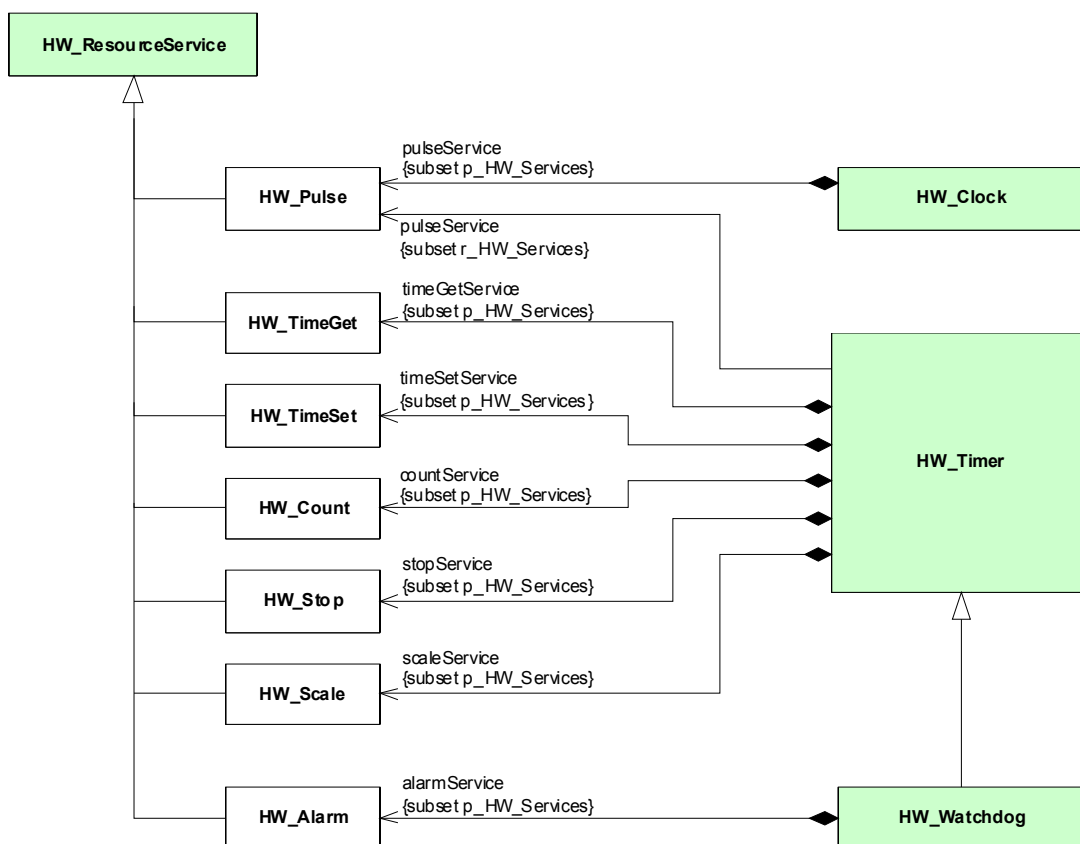 HW_ResourceService
pulseService
{subset p_HW_Services}
HW_Pulse
HW_Clock
pulseService
{subset r_HW_Services}
timeGetService
{subset p_HW_Services}
HW_TimeGet
timeSetService
{subset p_HW_Services}
HW_TimeSet
HW_Timer
countService
{subset p_HW_Services}
HW_Count
stopService
{subset p_HW_Services}
HW_Stop
scaleService
{subset p_HW_Services}
HW_Scale
alarmService
{subset p_HW_Services}
HW_Alarm
HW_Watchdog